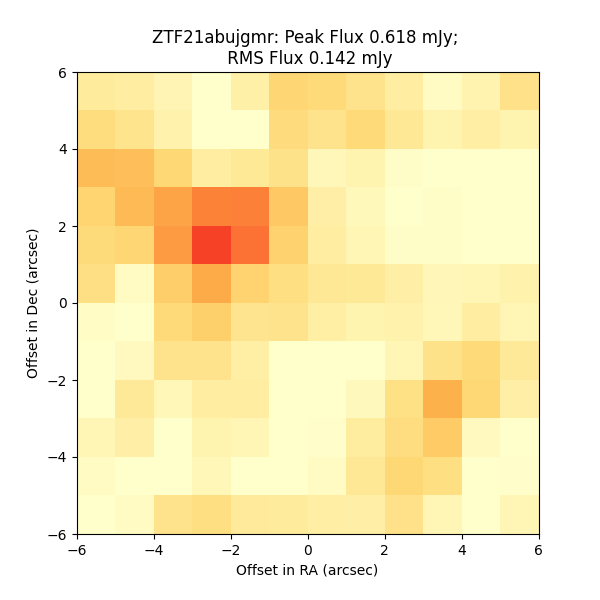 ZTF21abujgmr: Peak Flux 0.618 mJy;
RMS Flux 0.142 mJy
6
4
2
0
−2
−4
−6
Offset in Dec (arcsec)
−6 −4 −2 0 2 4 6
Offset in RA (arcsec)